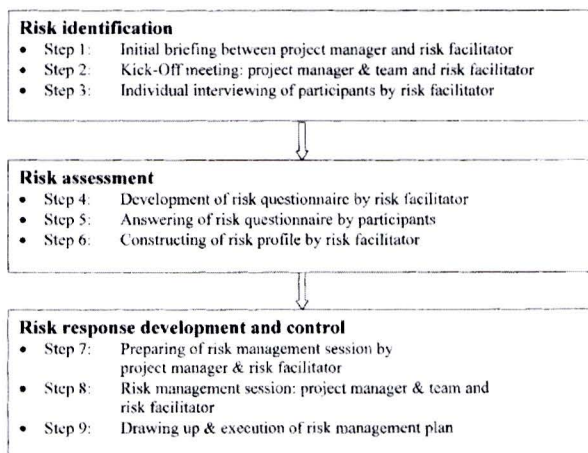 Risk identification
• Step 1: Initial briefing between project manager and risk facilitator
• Step 2: Kick-Off meeting: project manager & team and risk facilitator
• Step 3: Individual interviewing of participants by risk facilitator
Risk assessment
• Step 4: Development of risk questionnaire by risk facilitator
• Step 5: Answering of risk questionnaire by participants
• Step 6: Constructing of risk profile by risk facilitator
Risk response development and control
• Step 7: Preparing of risk management session by
project manager & risk facilitator
• Step 8: Risk management session: project manager & team and
risk facilitator
• Step 9: Drawing up & execution of risk management plan